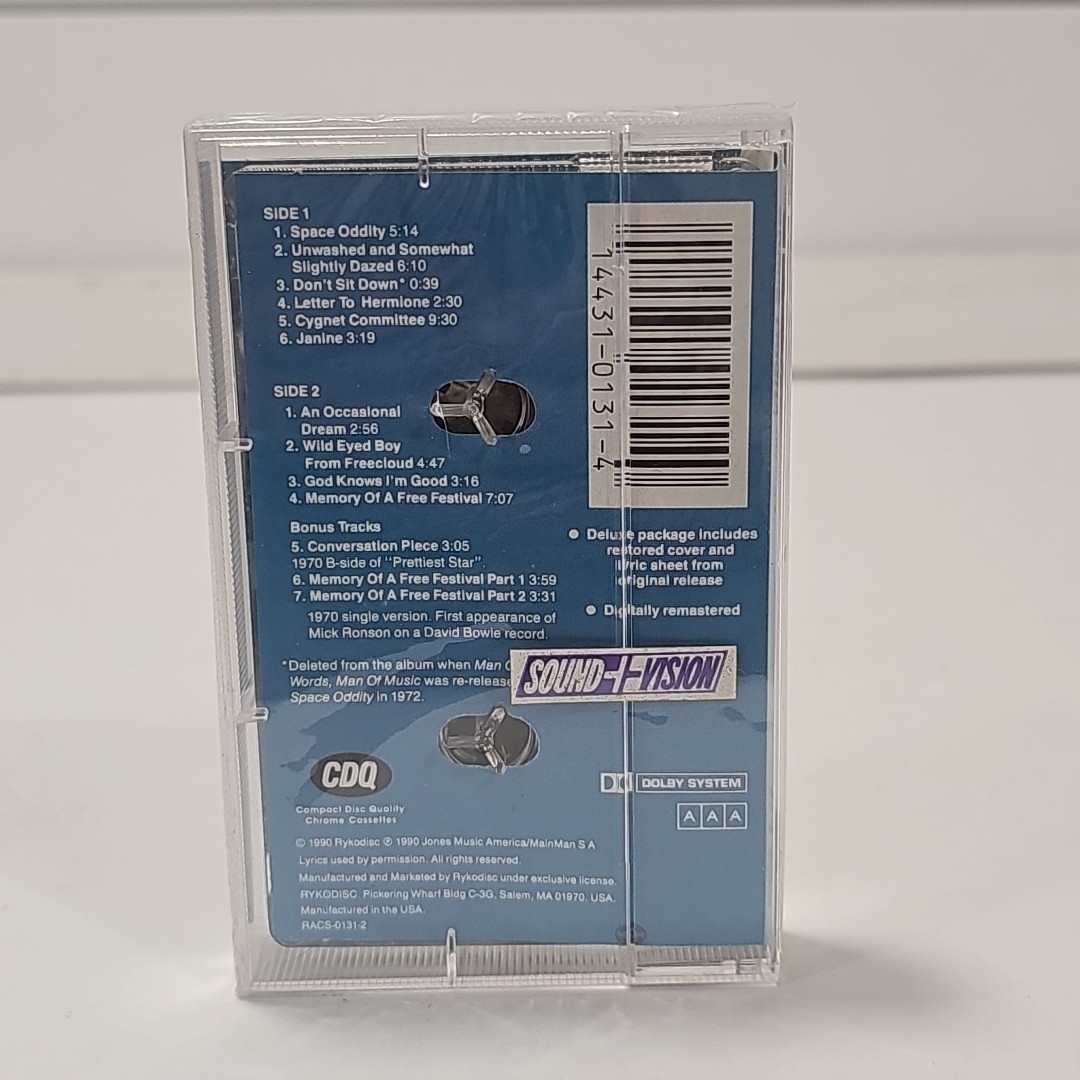 SIDE 1
1. Space Oddity 5:14
2. Unwashed and Somewhat
Slightly Dazed 6:10
3. Don't Sit Down* 0:39
4. Letter To Hermione 2:30
5. Cygnet Committee 9:30
6. Janine 3:19
SIDE 2
1. An Occasional
Dream 2:56
2. Wild Eyed Boy
From Freecloud 4:47
3. God Knows I'm Good 3:16
4. Memory Of A Free Festival 7:07
Bonus Tracks
5. Conversation Piece 3:05
1970 B-side of "Prettiest Star".
6. Memory Of A Free Festival Part 1 3:59
7. Memory Of A Free Festival Part 2 3:31
1970 single version. First appearance of
Mick Ronson on a David Bowie record.
*Deleted from the album when Man
Words, Man Of Music was re-release
Space Oddity in 1972.
14431-0131-4
● Deluxe package includes
restored cover and
lyric sheet from
original release
● Digitally remastered
SOUND+VISION
CDQ
Compact Disc Quality
Chrome Cassettes
DOLBY SYSTEM
A A A
© 1990 Rykodisc ℗ 1990 Jones Music America/MainMan S A
Lyrics used by permission. All rights reserved.
Manufactured and Marketed by Rykodisc under exclusive license.
RYKODISC. Pickering Wharf Bldg C-3G, Salem, MA 01970. USA.
Manufactured in the USA.
RACS-0131-2